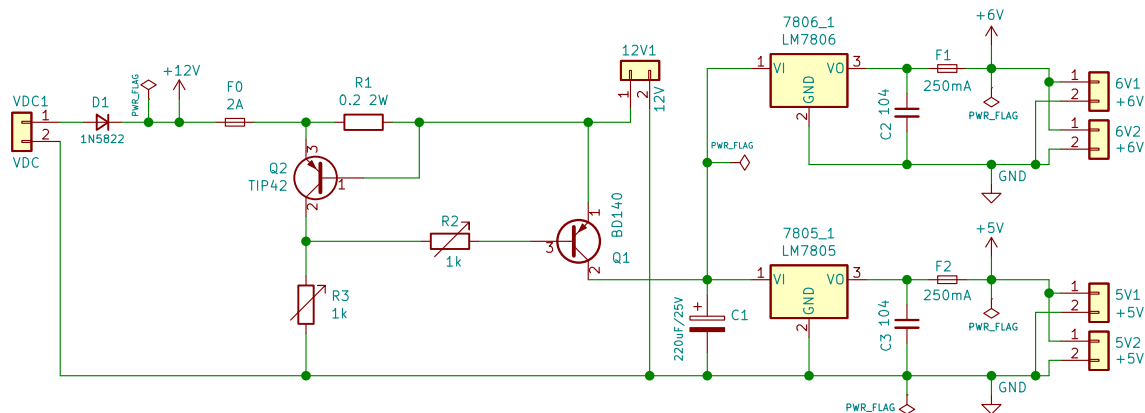 VDC1
1
2
VDC
D1
1N5822
PWR_FLAG
+12V
F0
2A
R1
0.2 2W
Q2
TIP42
3
1
2
R2
1k
R3
1k
12V1
1
2
12V
BD140
1
3
2
Q1
PWR_FLAG
+
220uF/25V
C1
7806_1
LM7806
1
VI
VO
3
GND
2
C2 104
F1
250mA
+6V
PWR_FLAG
1
2
6V1
+6V
1
2
6V2
+6V
GND
7805_1
LM7805
1
VI
VO
3
GND
2
C3 104
F2
250mA
+5V
PWR_FLAG
1
2
5V1
+5V
1
2
5V2
+5V
GND
PWR_FLAG